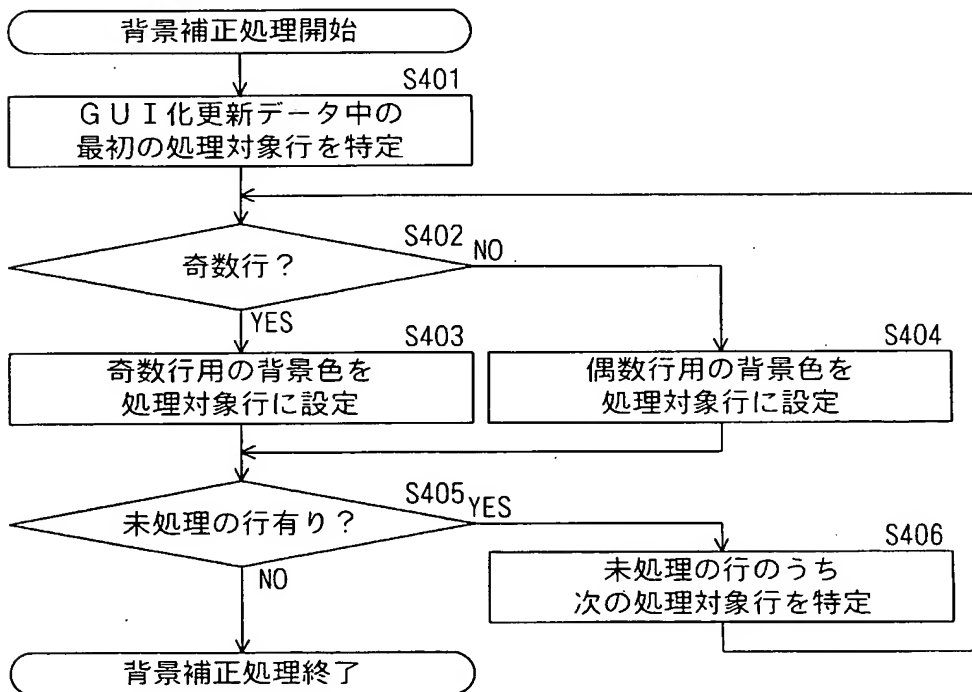 背景補正処理開始
S401
ＧＵＩ化更新データ中の
最初の処理対象行を特定
S402
奇数行？
NO
YES
S403
奇数行用の背景色を
処理対象行に設定
S404
偶数行用の背景色を
処理対象行に設定
S405
未処理の行有り？
YES
NO
S406
未処理の行のうち
次の処理対象行を特定
背景補正処理終了